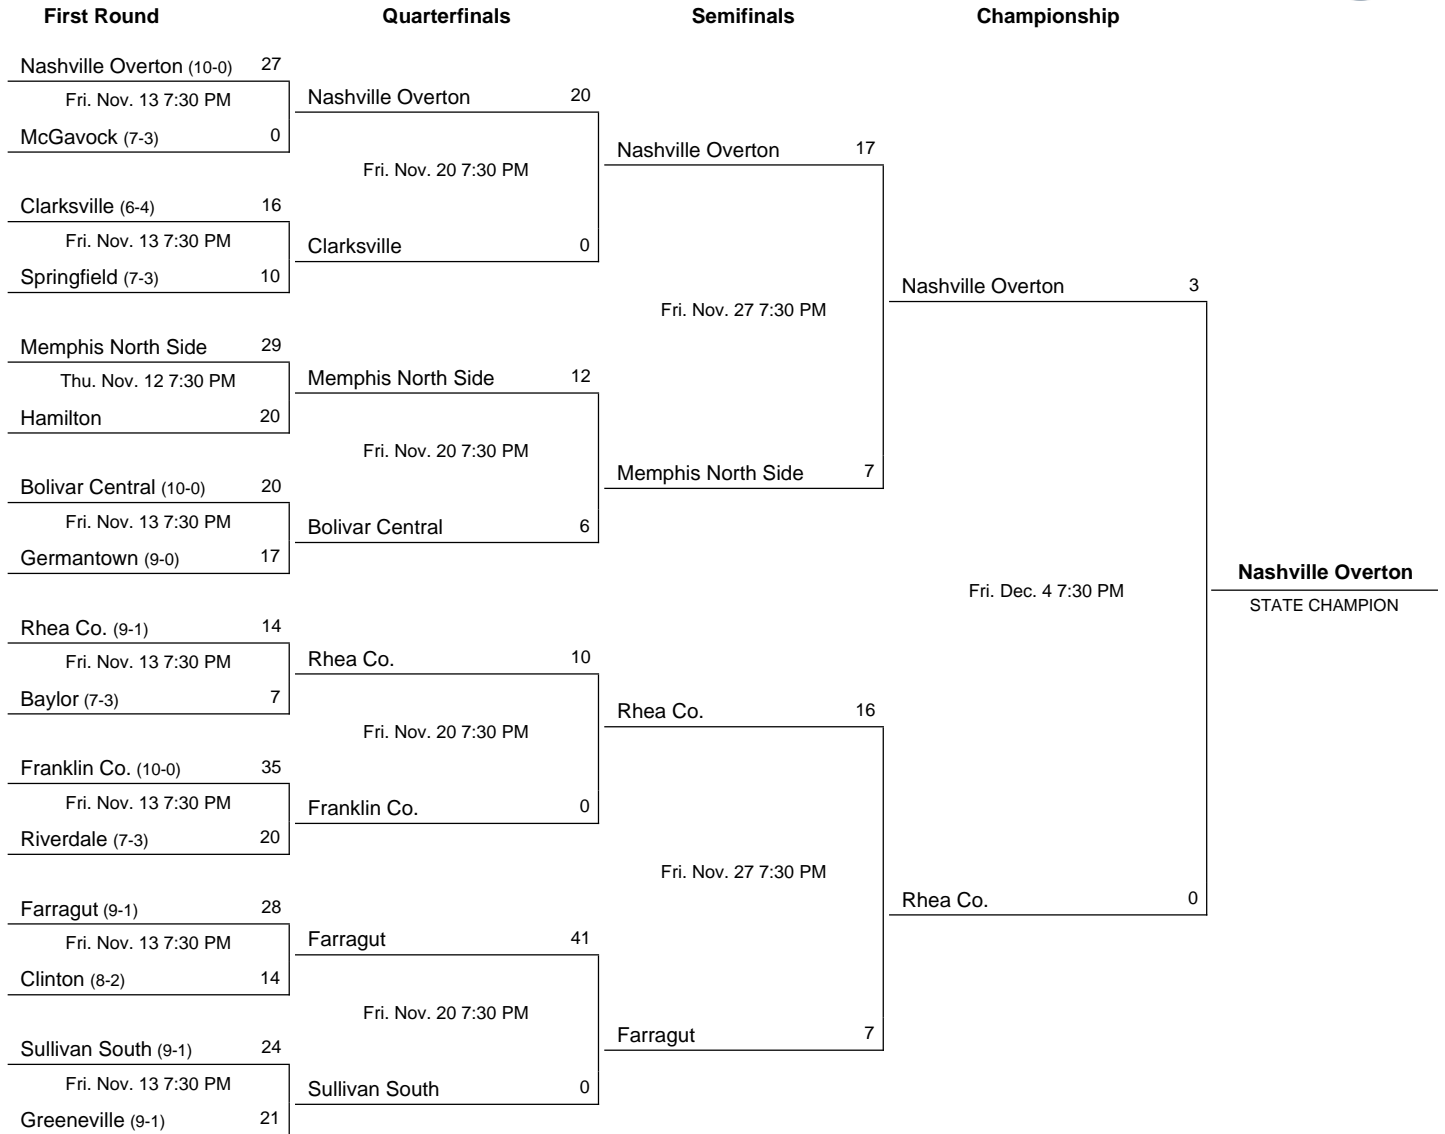 First Round Quarterfinals Semifinals Championship
Nashville Overton (10-0) 27
Fri. Nov. 13 7:30 PM
McGavock (7-3) 0
Clarksville (6-4) 16
Fri. Nov. 13 7:30 PM
Springfield (7-3) 10
Memphis North Side 29
Thu. Nov. 12 7:30 PM
Hamilton 20
Bolivar Central (10-0) 20
Fri. Nov. 13 7:30 PM
Germantown (9-0) 17
Rhea Co. (9-1) 14
Fri. Nov. 13 7:30 PM
Baylor (7-3) 7
Franklin Co. (10-0) 35
Fri. Nov. 13 7:30 PM
Riverdale (7-3) 20
Farragut (9-1) 28
Fri. Nov. 13 7:30 PM
Clinton (8-2) 14
Sullivan South (9-1) 24
Fri. Nov. 13 7:30 PM
Greeneville (9-1) 21
Nashville Overton 20
Fri. Nov. 20 7:30 PM
Clarksville 0
Memphis North Side 12
Fri. Nov. 20 7:30 PM
Bolivar Central 6
Rhea Co. 10
Fri. Nov. 20 7:30 PM
Franklin Co. 0
Farragut 41
Fri. Nov. 20 7:30 PM
Sullivan South 0
Nashville Overton 17
Fri. Nov. 27 7:30 PM
Memphis North Side 7
Rhea Co. 16
Fri. Nov. 27 7:30 PM
Farragut 7
Nashville Overton 3
Fri. Dec. 4 7:30 PM
Rhea Co. 0
Nashville Overton
STATE CHAMPION